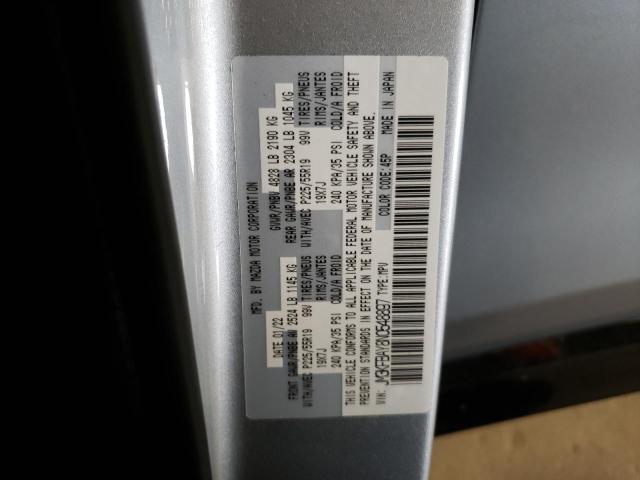 MFD. BY MAZDA MOTOR CORPORATION
DATE: 01/22
GVWR/PNBV 4828 LB 2190 KG
FRONT GAWR/PNBE AV 2524 LB 1145 KG
REAR GAWR/PNBE AR 2304 LB 1045 KG
WITH/AVEC P225/55R19 99V TIRES/PNEUS
WITH/AVEC P225/55R19 99V TIRES/PNEUS
19X7J RIMS/JANTES
19X7J RIMS/JANTES
240 KPA/35 PSI COLD/A FROID
240 KPA/35 PSI COLD/A FROID
THIS VEHICLE CONFORMS TO ALL APPLICABLE FEDERAL MOTOR VEHICLE SAFETY AND THEFT
PREVENTION STANDARDS IN EFFECT ON THE DATE OF MANUFACTURE SHOWN ABOVE.
VIN: TYPE:MPV COLOR CODE:45P MADE IN JAPAN